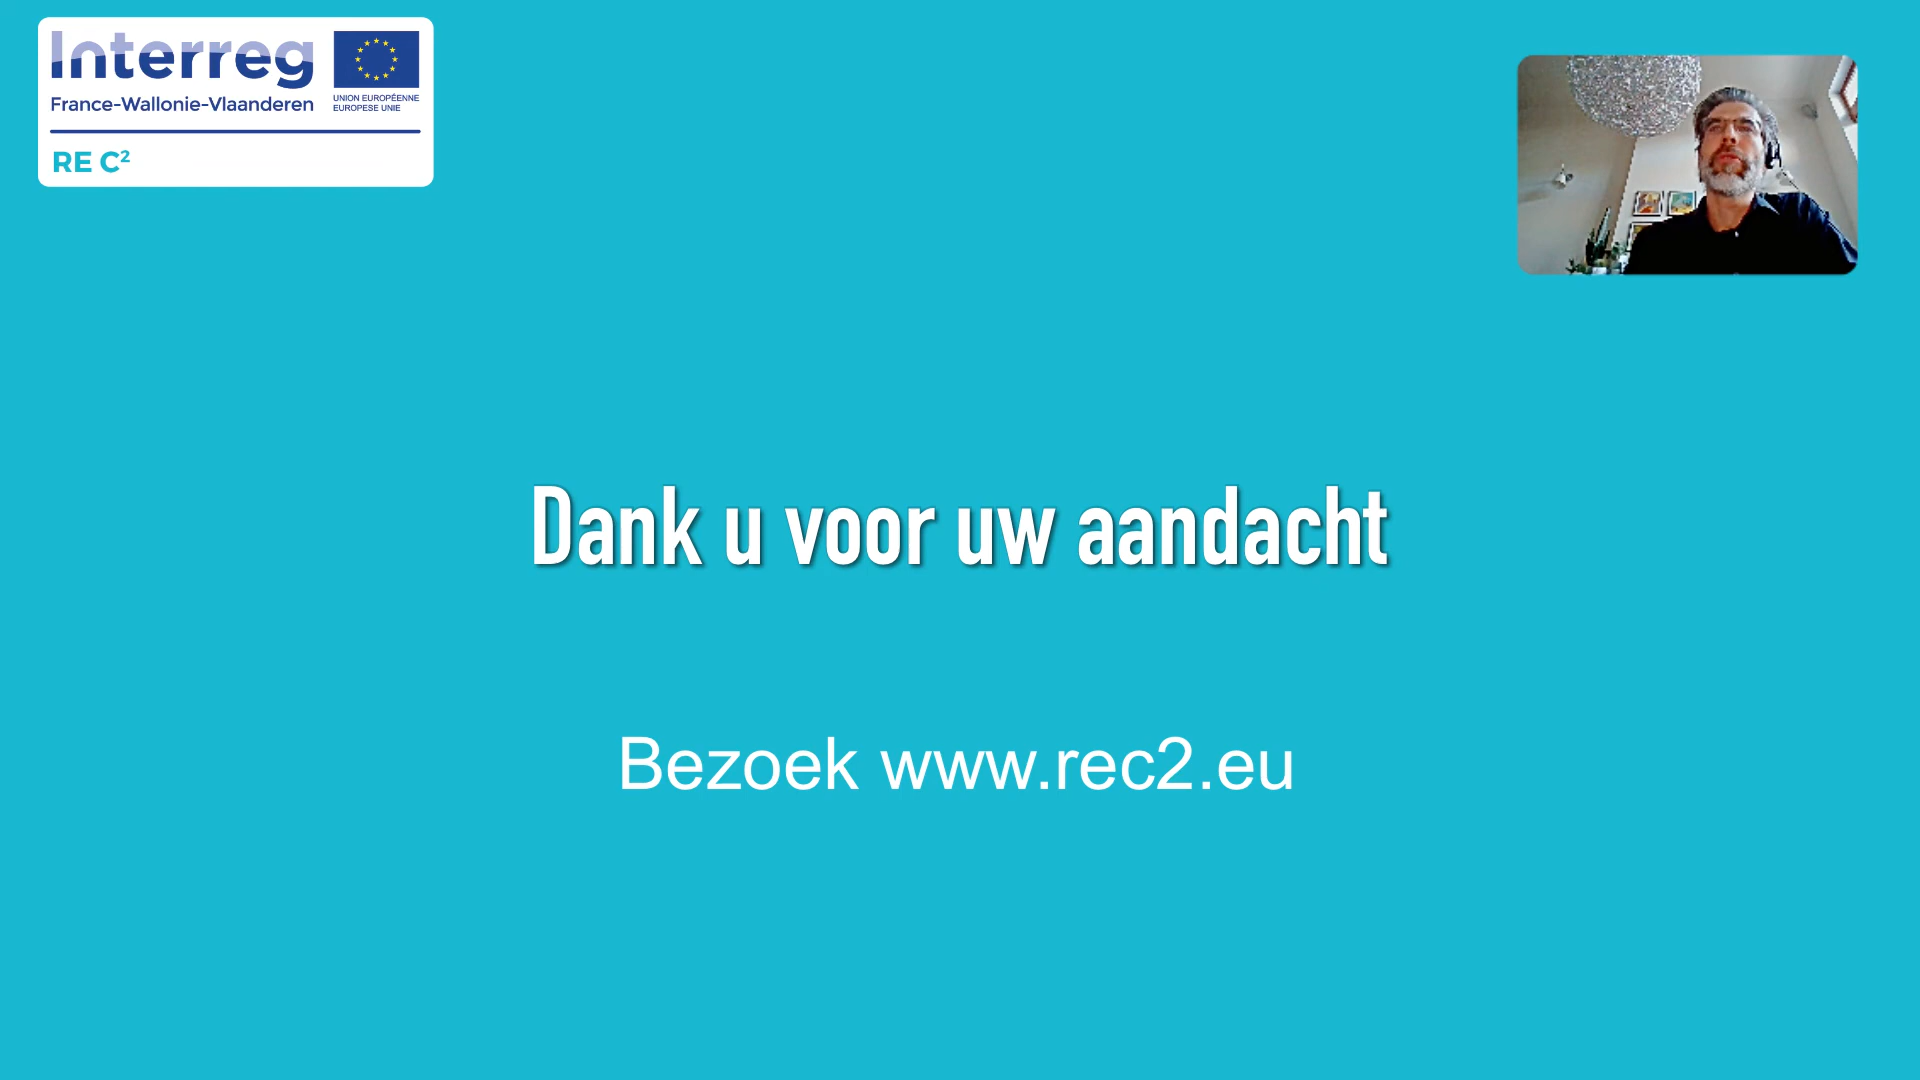 Interreg
France-Wallonie-Vlaanderen
UNION EUROPÉENNE
EUROPESE UNIE
RE C²
Dank u voor uw aandacht
Bezoek www.rec2.eu